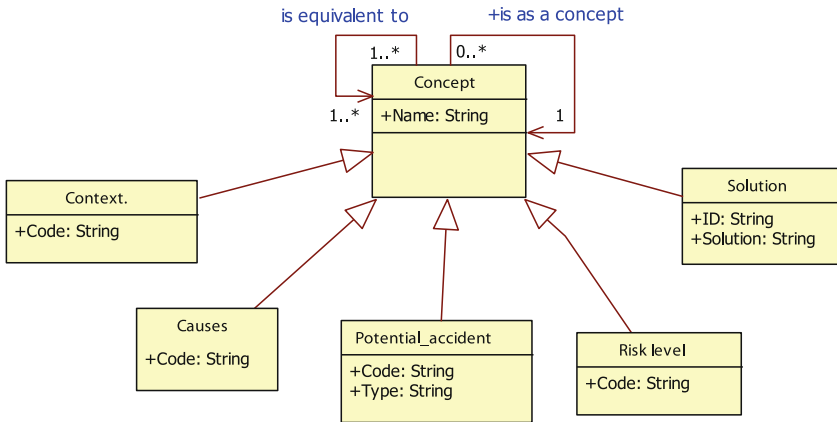 is equivalent to
+is as a concept
1..*
0..*
Concept
1..*
+Name: String
1
Context.
+Code: String
Solution
+ID: String
+Solution: String
Causes
+Code: String
Potential_accident
+Code: String
+Type: String
Risk level
+Code: String